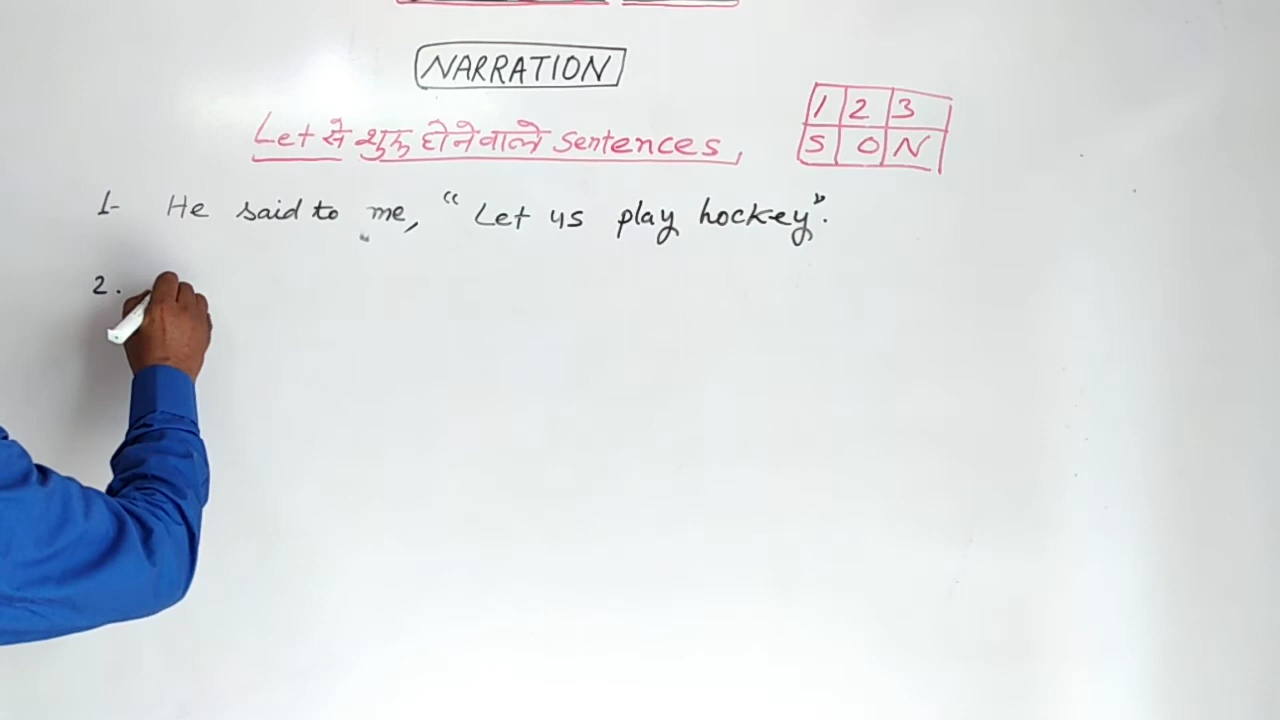 NARRATION
Let से शुरू होने वाले Sentences,
1 2 3
S O N
1- He said to me, "Let us play hockey".
2.